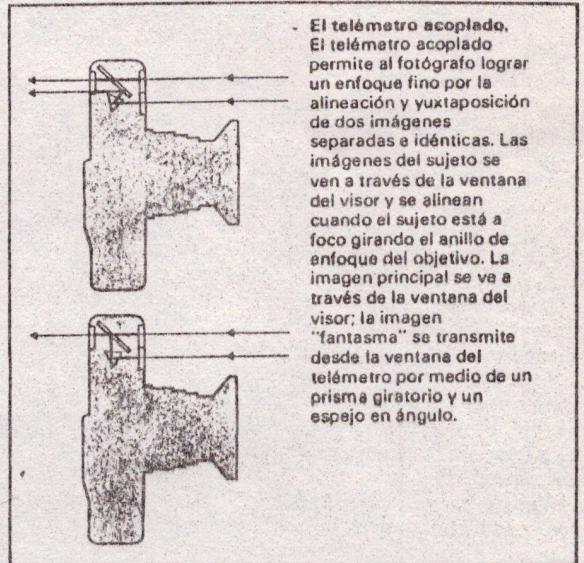 - El telémetro acoplado.
El telémetro acoplado
permite al fotógrafo lograr
un enfoque fino por la
alineación y yuxtaposición
de dos imágenes
separadas e idénticas. Las
imágenes del sujeto se
ven a través de la ventana
del visor y se alinean
cuando el sujeto está a
foco girando el anillo de
enfoque del objetivo. La
imagen principal se ve a
través de la ventana del
visor; la imagen
"fantasma" se transmite
desde la ventana del
telémetro por medio de un
prisma giratorio y un
espejo en ángulo.